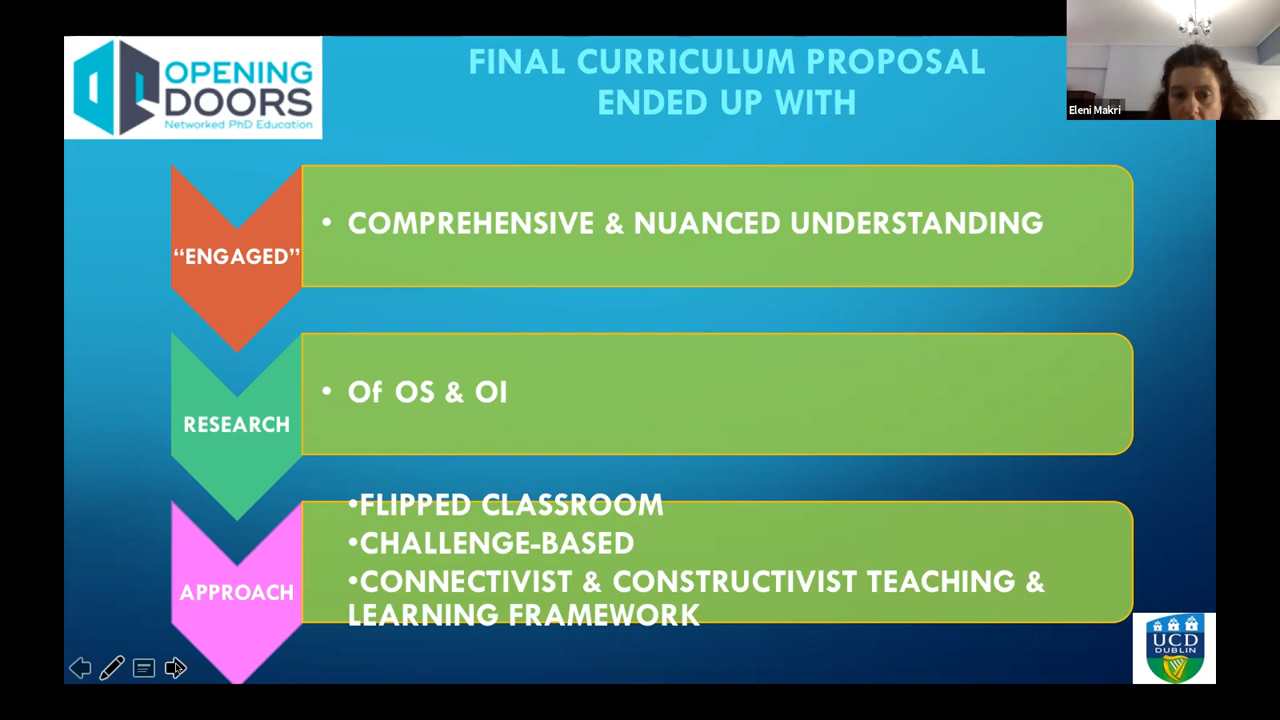 OPENING
DOORS
Networked PhD Education
FINAL CURRICULUM PROPOSAL
ENDED UP WITH
Eleni Makri
“ENGAGED”
• COMPREHENSIVE & NUANCED UNDERSTANDING
RESEARCH
• Of OS & OI
APPROACH
•FLIPPED CLASSROOM
•CHALLENGE-BASED
•CONNECTIVIST & CONSTRUCTIVIST TEACHING &
LEARNING FRAMEWORK
UCD
DUBLIN